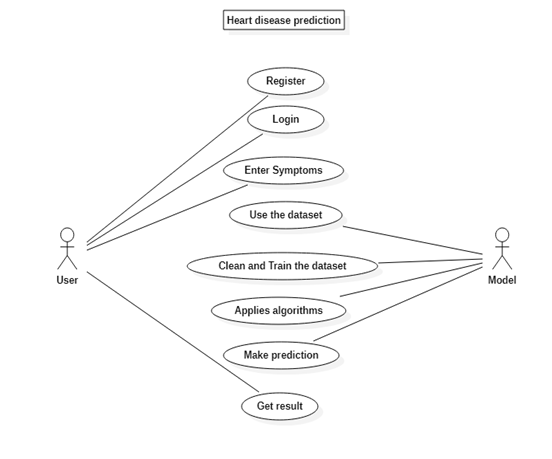 Heart disease prediction
Register
Login
Enter Symptoms
Use the dataset
User
Model
Clean and Train the dataset
Applies algorithms
Make prediction
Get result